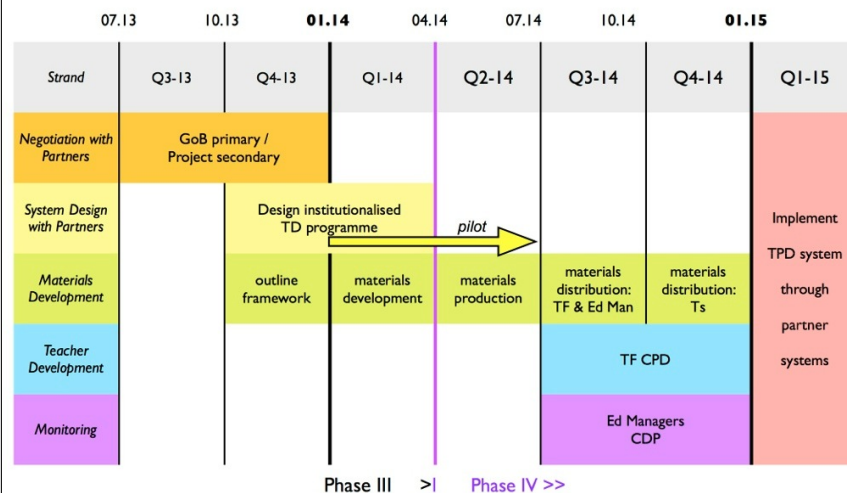 07.13 10.13 01.14 04.14 07.14 10.14 01.15
Strand Q3-13 Q4-13 Q1-14 Q2-14 Q3-14 Q4-14 Q1-15
Negotiation with
Partners
GoB primary /
Project secondary
System Design
with Partners
Design institutionalised
TD programme
pilot
Materials
Development
outline
framework
materials
development
materials
production
materials
distribution:
TF & Ed Man
materials
distribution:
Ts
Teacher
Development
TF CPD
Monitoring
Ed Managers
CDP
Implement
TPD system
through
partner
systems
Phase III >| Phase IV >>